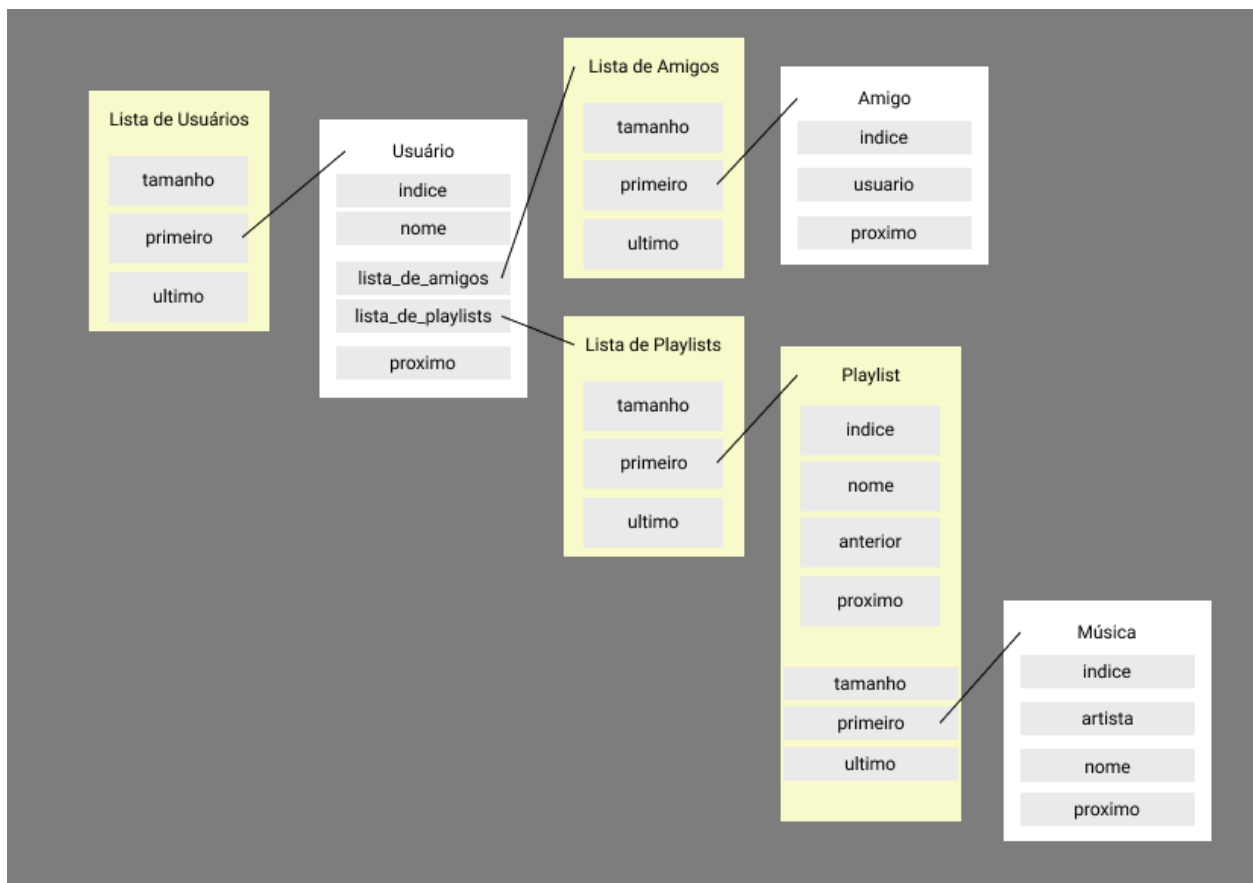 Lista de Usuários
tamanho
primeiro
ultimo
Usuário
indice
nome
lista_de_amigos
lista_de_playlists
proximo
Lista de Amigos
tamanho
primeiro
ultimo
Amigo
indice
usuario
proximo
Lista de Playlists
tamanho
primeiro
ultimo
Playlist
indice
nome
anterior
proximo
tamanho
primeiro
ultimo
Música
indice
artista
nome
proximo